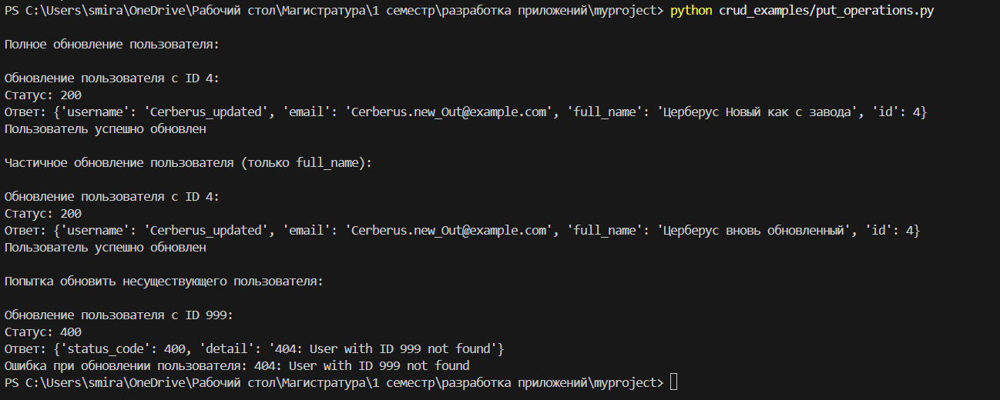 PS C:\Users\smira\OneDrive\Рабочий стол\Магистратура\1 семестр\разработка приложений\myproject> python crud_examples/put_operations.py
Полное обновление пользователя:
Обновление пользователя с ID 4:
Статус: 200
Ответ: {'username': 'Cerberus_updated', 'email': 'Cerberus.new_Out@example.com', 'full_name': 'Церберус Новый как с завода', 'id': 4}
Пользователь успешно обновлен
Частичное обновление пользователя (только full_name):
Обновление пользователя с ID 4:
Статус: 200
Ответ: {'username': 'Cerberus_updated', 'email': 'Cerberus.new_Out@example.com', 'full_name': 'Церберус вновь обновленный', 'id': 4}
Пользователь успешно обновлен
Попытка обновить несуществующего пользователя:
Обновление пользователя с ID 999:
Статус: 400
Ответ: {'status_code': 400, 'detail': '404: User with ID 999 not found'}
Ошибка при обновлении пользователя: 404: User with ID 999 not found
PS C:\Users\smira\OneDrive\Рабочий стол\Магистратура\1 семестр\разработка приложений\myproject>